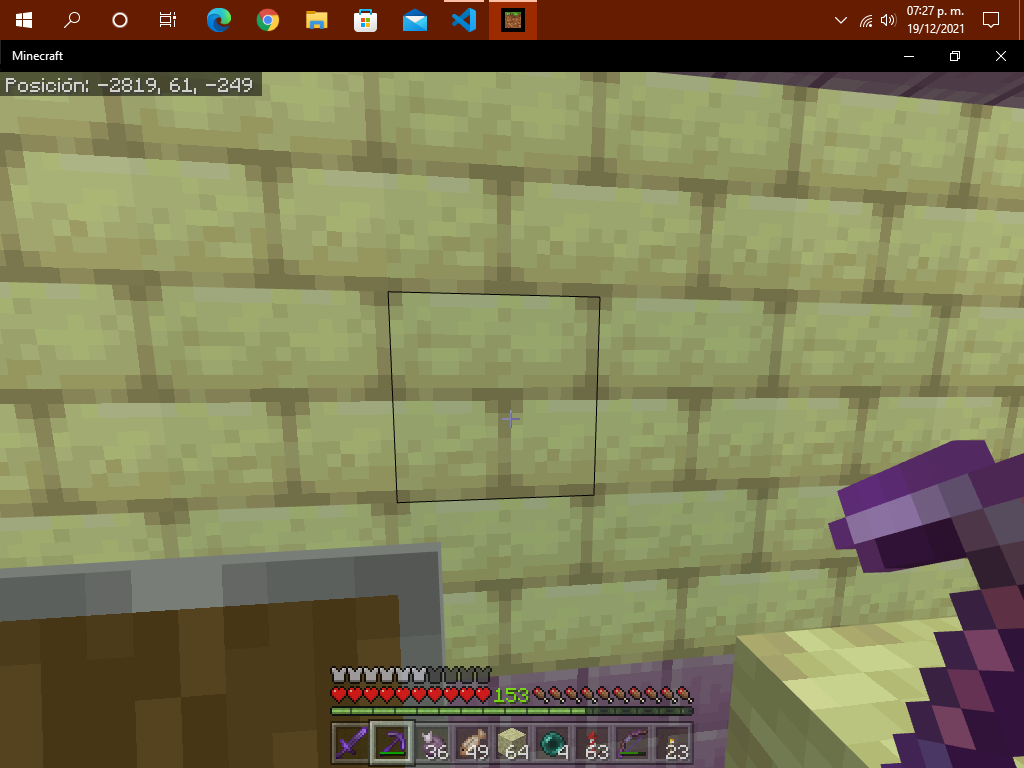 07:27 p. m.
19/12/2021
Minecraft
Posición: -2819, 61, -249
153
36 49 64 4 63 23